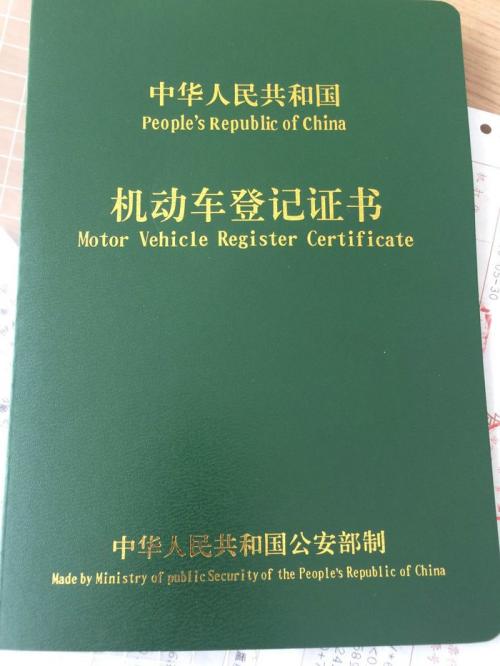 中华人民共和国
People's Republic of China
机动车登记证书
Motor Vehicle Register Certificate
中华人民共和国公安部制
Made by Ministry of public Security of the People's Republic of China
05-30